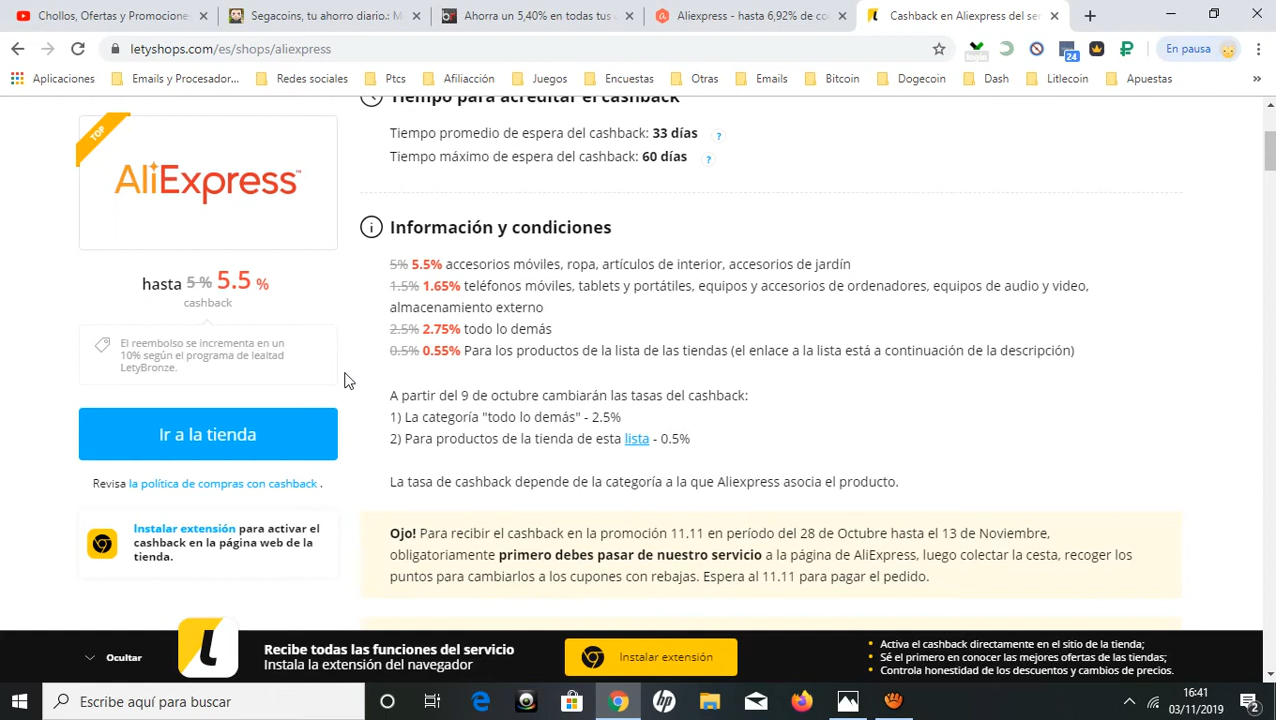 Chollos, Ofertas y Promociones
Segacoins, tu ahorro diario.:
Ahorra un 5,40% en todas tus
Aliexpress - hasta 6,92% de co
Cashback en Aliexpress del ser
letyshops.com/es/shops/aliexpress
24
En pausa
Aplicaciones
Emails y Procesador...
Redes sociales
Ptcs
Afiliacción
Juegos
Encuestas
Otras
Emails
Bitcoin
Dogecoin
Dash
Litlecoin
Apuestas
»
Tiempo para acreditar el cashback
Tiempo promedio de espera del cashback: 33 días ?
Tiempo máximo de espera del cashback: 60 días ?
TOP
AliExpress™
hasta 5 % 5.5 %
cashback
El reembolso se incrementa en un
10% según el programa de lealtad
LetyBronze.
Ir a la tienda
Revisa la política de compras con cashback .
Instalar extensión para activar el
cashback en la página web de la
tienda.
Información y condiciones
5% 5.5% accesorios móviles, ropa, artículos de interior, accesorios de jardín
1.5% 1.65% teléfonos móviles, tablets y portátiles, equipos y accesorios de ordenadores, equipos de audio y video,
almacenamiento externo
2.5% 2.75% todo lo demás
0.5% 0.55% Para los productos de la lista de las tiendas (el enlace a la lista está a continuación de la descripción)
A partir del 9 de octubre cambiarán las tasas del cashback:
1) La categoría "todo lo demás" - 2.5%
2) Para productos de la tienda de esta lista - 0.5%
La tasa de cashback depende de la categoría a la que Aliexpress asocia el producto.
Ojo! Para recibir el cashback en la promoción 11.11 en período del 28 de Octubre hasta el 13 de Noviembre,
obligatoriamente primero debes pasar de nuestro servicio a la página de AliExpress, luego colectar la cesta, recoger los
puntos para cambiarlos a los cupones con rebajas. Espera al 11.11 para pagar el pedido.
Ocultar
Recibe todas las funciones del servicio
Instala la extensión del navegador
Instalar extensión
Activa el cashback directamente en el sitio de la tienda;
Sé el primero en conocer las mejores ofertas de las tiendas;
Controla honestidad de los descuentos y cambios de precios.
Escribe aquí para buscar
16:41
03/11/2019
2